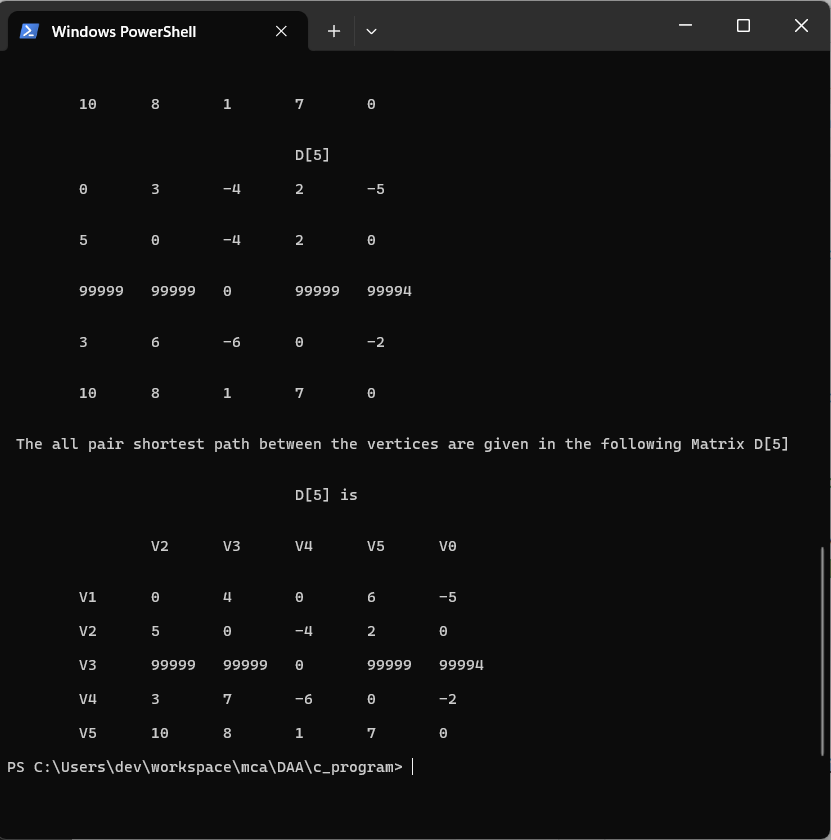 Windows PowerShell
10 8 1 7 0
D[5]
0 3 -4 2 -5
5 0 -4 2 0
99999 99999 0 99999 99994
3 6 -6 0 -2
10 8 1 7 0
The all pair shortest path between the vertices are given in the following Matrix D[5]
D[5] is
V2 V3 V4 V5 V0
V1 0 4 0 6 -5
V2 5 0 -4 2 0
V3 99999 99999 0 99999 99994
V4 3 7 -6 0 -2
V5 10 8 1 7 0
PS C:\Users\dev\workspace\mca\DAA\c_program>